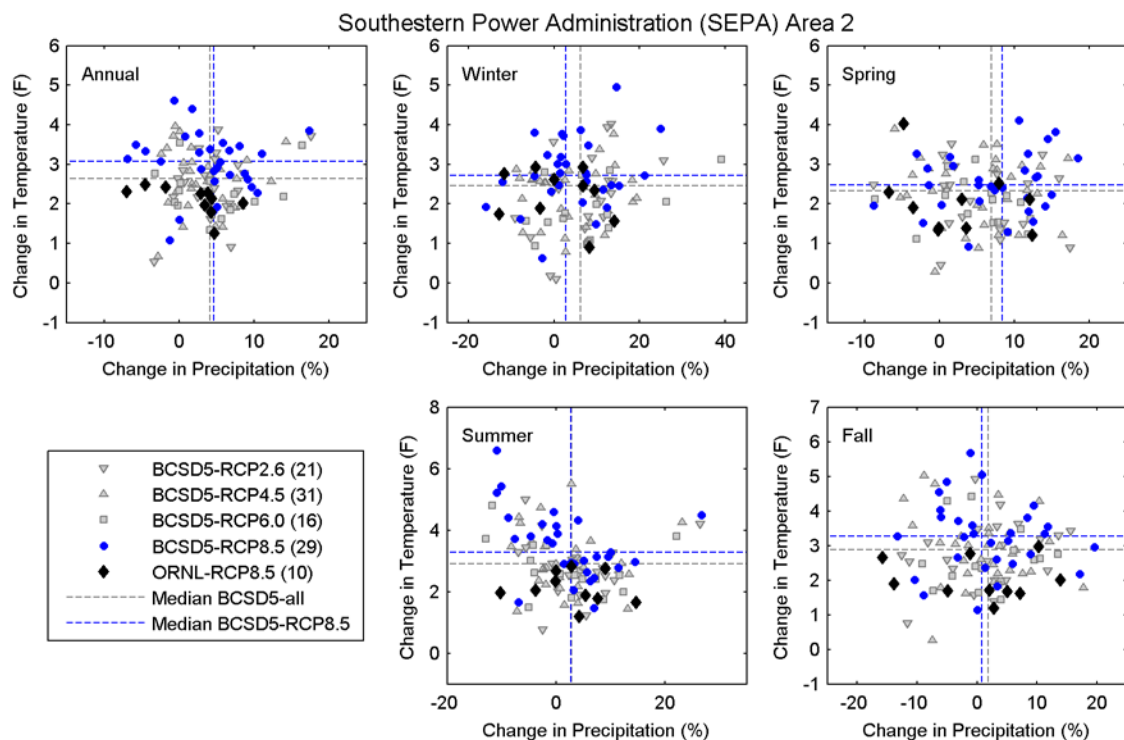 Southestern Power Administration (SEPA) Area 2
Annual
Change in Temperature (F)
6
5
4
3
2
1
0
-1
-10
0
10
20
Change in Precipitation (%)
Winter
Change in Temperature (F)
6
5
4
3
2
1
0
-1
-20
0
20
40
Change in Precipitation (%)
Spring
Change in Temperature (F)
6
5
4
3
2
1
0
-1
-10
0
10
20
Change in Precipitation (%)
BCSD5-RCP2.6 (21)
BCSD5-RCP4.5 (31)
BCSD5-RCP6.0 (16)
BCSD5-RCP8.5 (29)
ORNL-RCP8.5 (10)
Median BCSD5-all
Median BCSD5-RCP8.5
Summer
Change in Temperature (F)
8
6
4
2
0
-20
0
20
Change in Precipitation (%)
Fall
Change in Temperature (F)
7
6
5
4
3
2
1
0
-1
-10
0
10
20
Change in Precipitation (%)